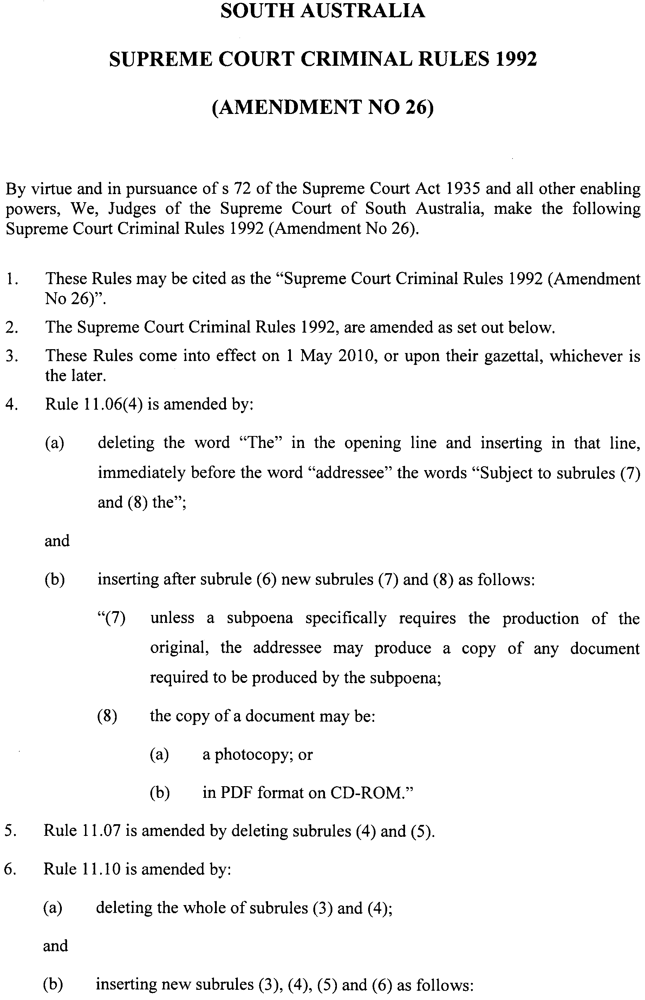 SOUTH AUSTRALIA
SUPREME COURT CRIMINAL RULES 1992
(AMENDMENT NO 26)
By virtue and in pursuance of s 72 of the Supreme Court Act 1935 and all other enabling
powers, We, Judges of the Supreme Court of South Australia, make the following
Supreme Court Criminal Rules 1992 (Amendment No 26).
1. These Rules may be cited as the “Supreme Court Criminal Rules 1992 (Amendment
No 26)”.
2. The Supreme Court Criminal Rules 1992, are amended as set out below.
3. These Rules come into effect on 1 May 2010, or upon their gazettal, whichever is
the later.
4. Rule 11.06(4) is amended by:
(a) deleting the word “The” in the opening line and inserting in that line,
immediately before the word “addressee” the words “Subject to subrules (7)
and (8) the”;
and
(b) inserting after subrule (6) new subrules (7) and (8) as follows:
“(7) unless a subpoena specifically requires the production of the
original, the addressee may produce a copy of any document
required to be produced by the subpoena;
(8) the copy of a document may be:
(a) a photocopy; or
(b) in PDF format on CD-ROM.”
5. Rule 11.07 is amended by deleting subrules (4) and (5).
6. Rule 11.10 is amended by:
(a) deleting the whole of subrules (3) and (4);
and
(b) inserting new subrules (3), (4), (5) and (6) as follows: